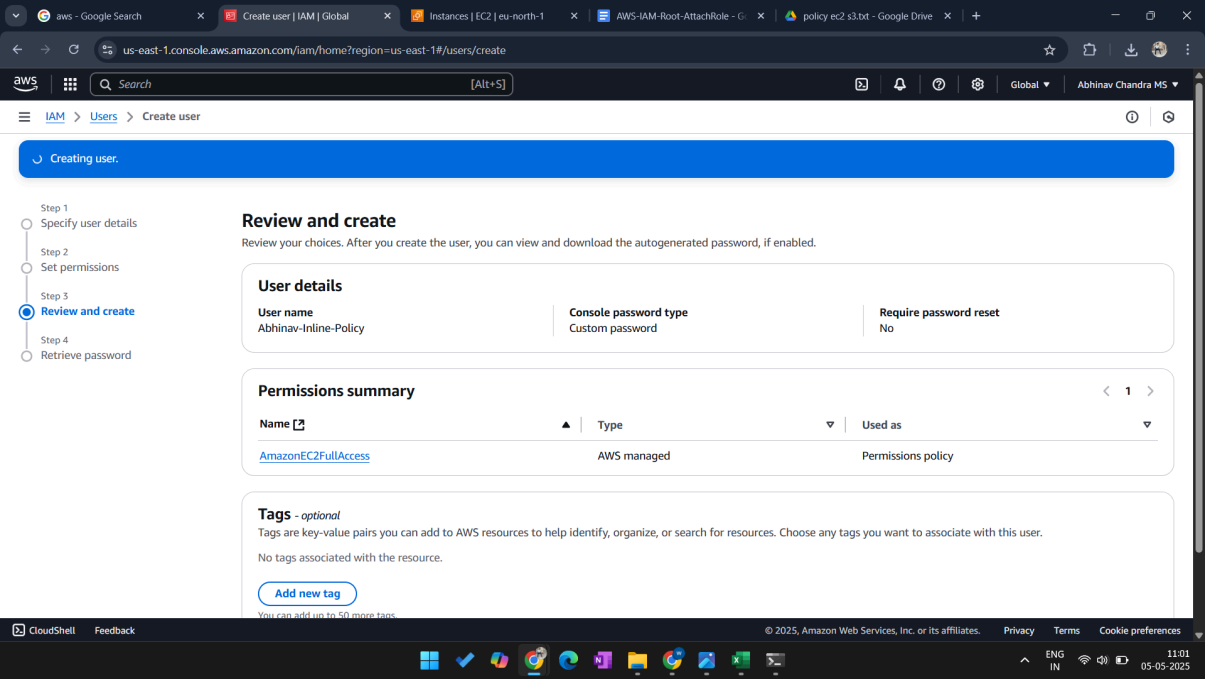 aws - Google Search
Create user | IAM | Global
Instances | EC2 | eu-north-1
AWS-IAM-Root-AttachRole - Go
policy ec2 s3.txt - Google Drive
us-east-1.console.aws.amazon.com/iam/home?region=us-east-1#/users/create
aws
Search
[Alt+S]
Global
Abhinav Chandra MS
IAM
Users
Create user
Creating user.
Step 1
Specify user details
Step 2
Set permissions
Step 3
Review and create
Step 4
Retrieve password
Review and create
Review your choices. After you create the user, you can view and download the autogenerated password, if enabled.
User details
User name
Console password type
Require password reset
Abhinav-Inline-Policy
Custom password
No
Permissions summary
1
Name
Type
Used as
AmazonEC2FullAccess
AWS managed
Permissions policy
Tags - optional
Tags are key-value pairs you can add to AWS resources to help identify, organize, or search for resources. Choose any tags you want to associate with this user.
No tags associated with the resource.
Add new tag
You can add up to 50 more tags.
CloudShell
Feedback
© 2025, Amazon Web Services, Inc. or its affiliates.
Privacy
Terms
Cookie preferences
ENG
IN
11:01
05-05-2025